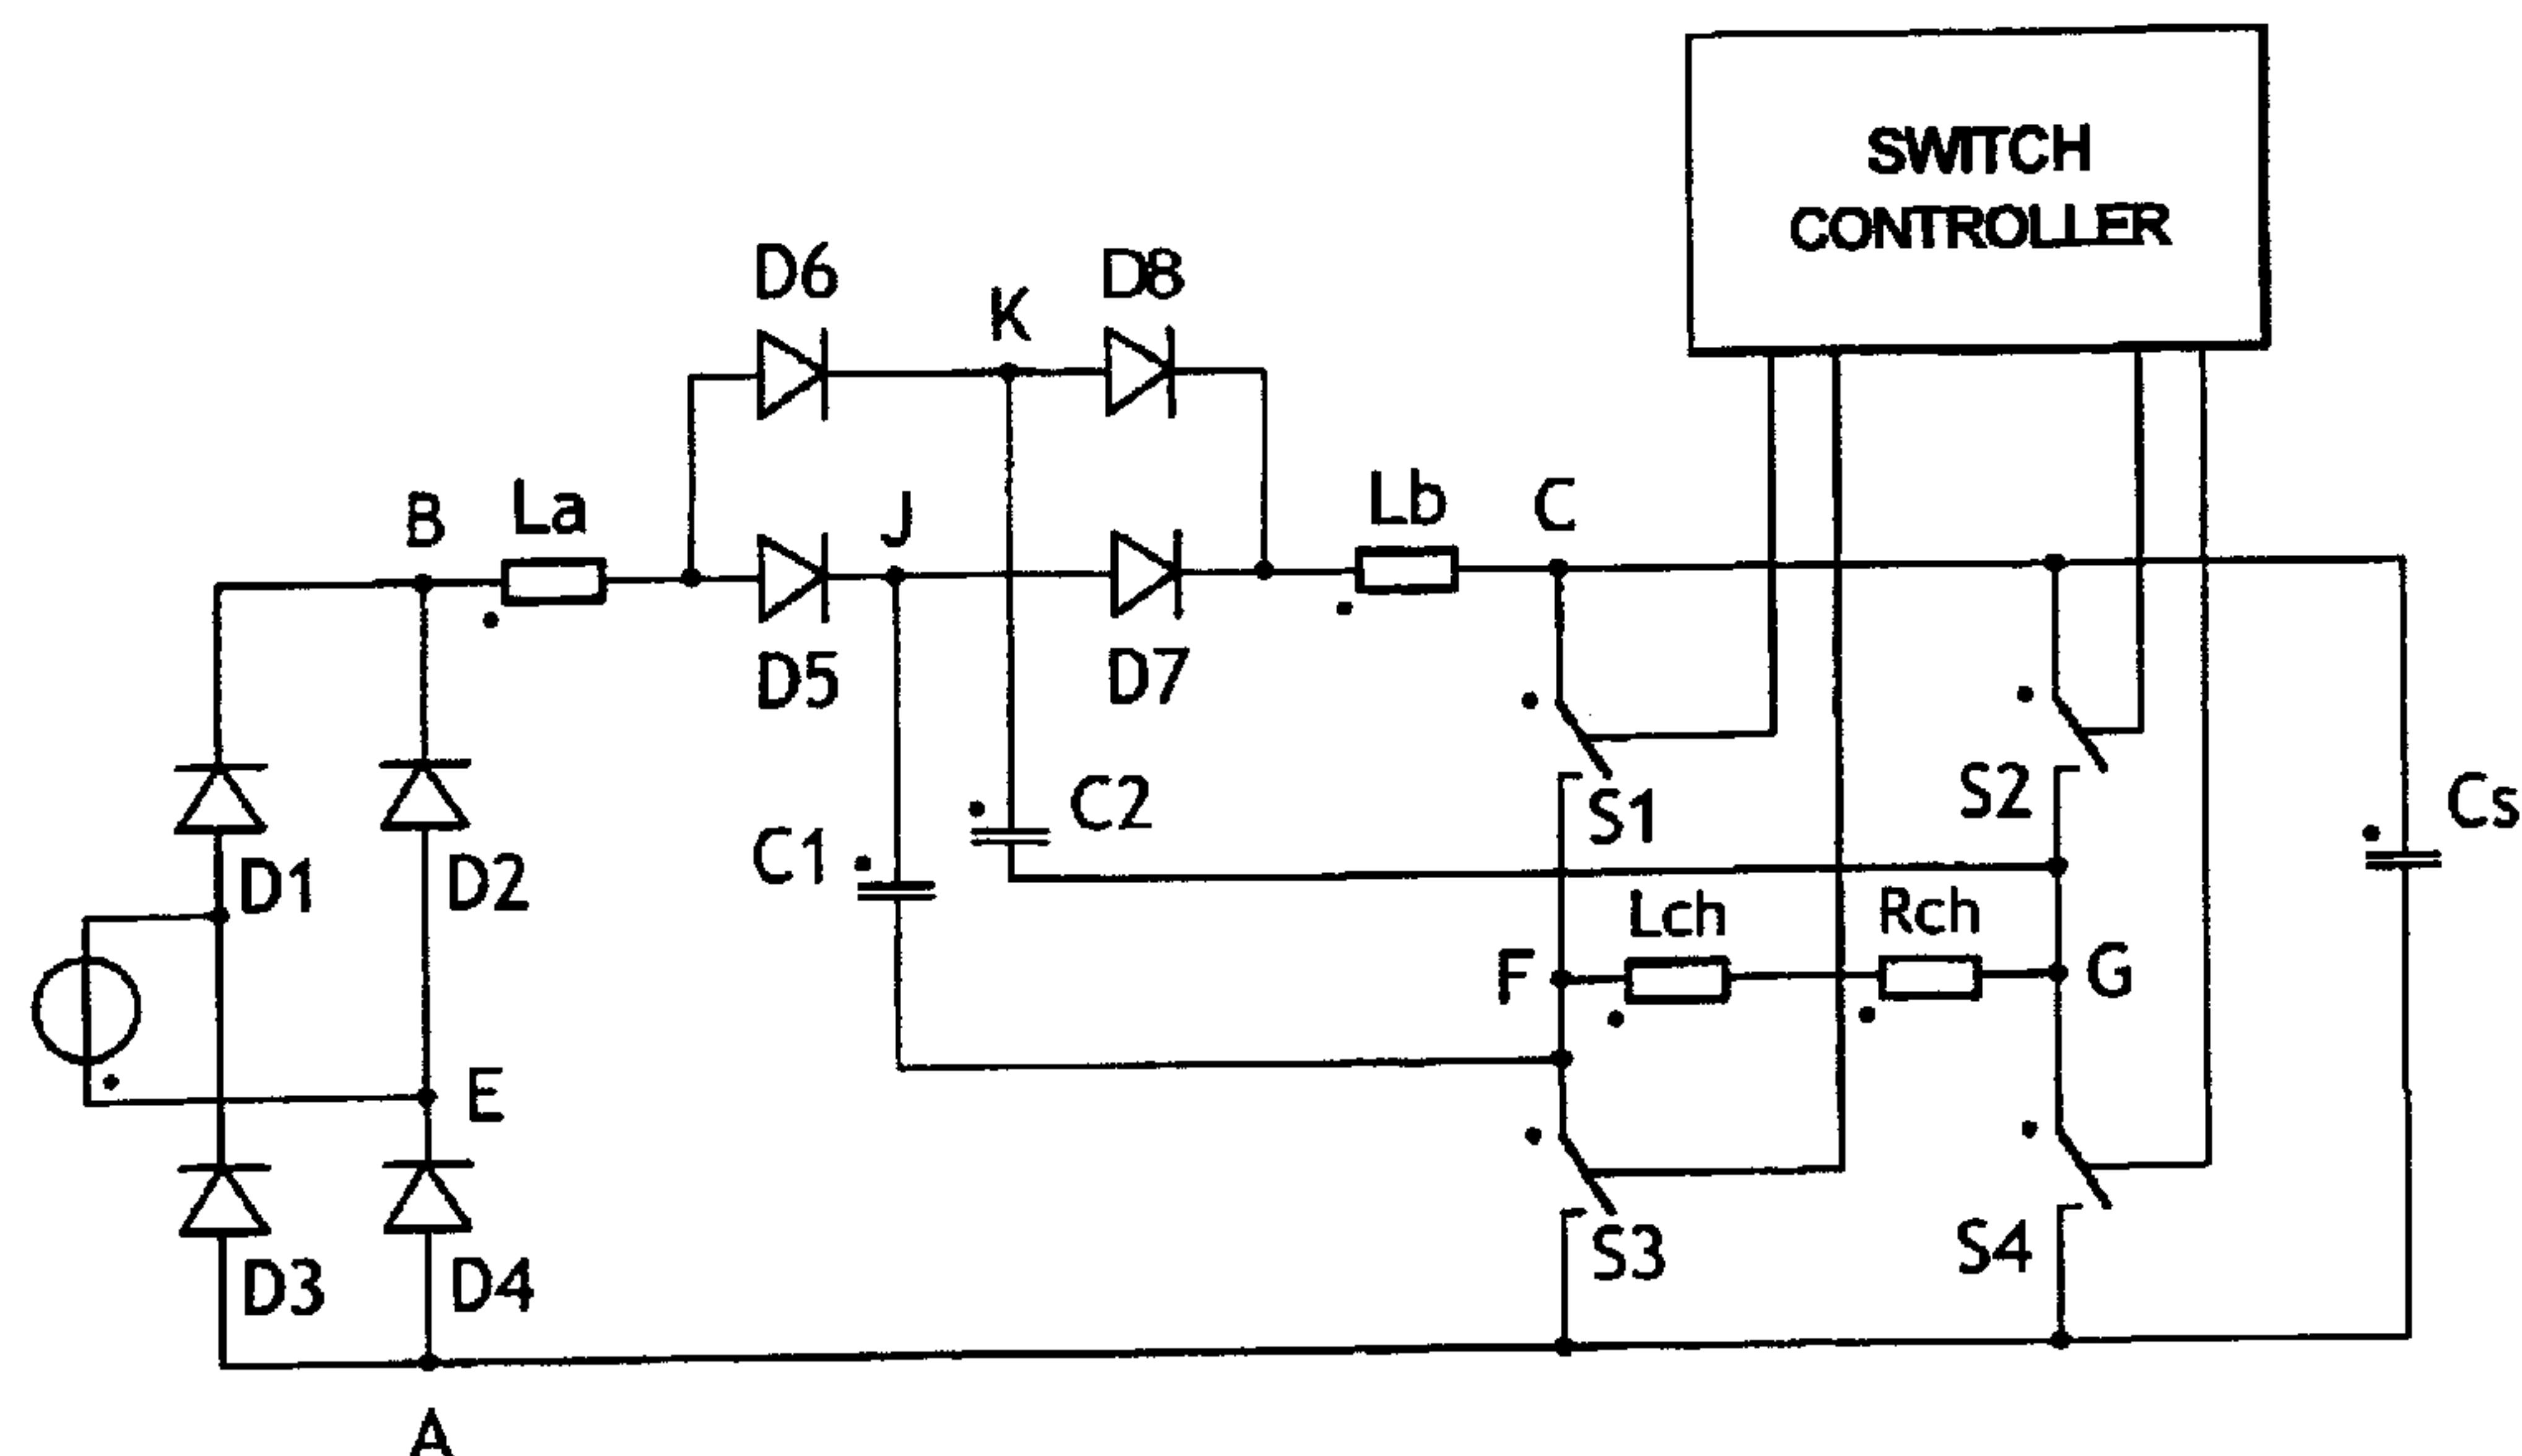 SWITCH
CONTROLLER
D6
K
D8
B
La
J
Lb
C
D5
D7
C1
C2
S1
S2
Cs
D1
D2
F
Lch
Rch
G
E
D3
D4
S3
S4
A